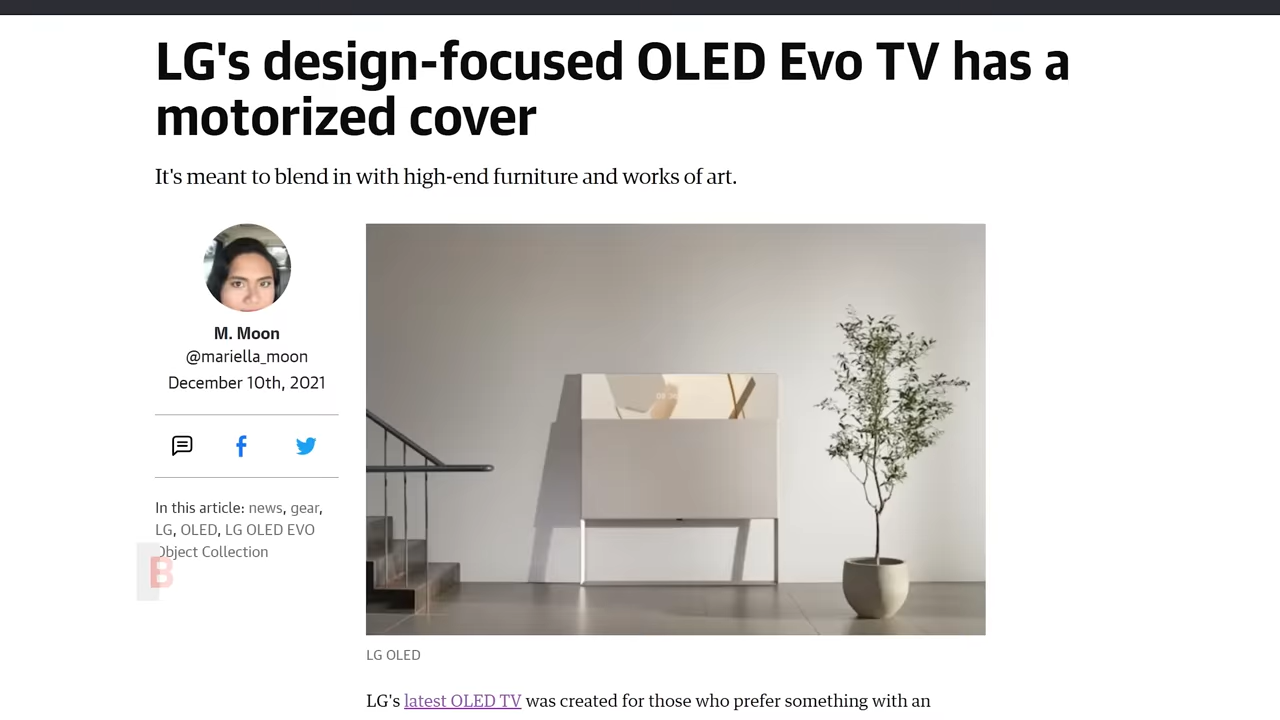 LG's design-focused OLED Evo TV has a
motorized cover
It's meant to blend in with high-end furniture and works of art.
M. Moon
@mariella_moon
December 10th, 2021
In this article: news, gear,
LG, OLED, LG OLED EVO
Object Collection
B
LG OLED
LG's latest OLED TV was created for those who prefer something with an